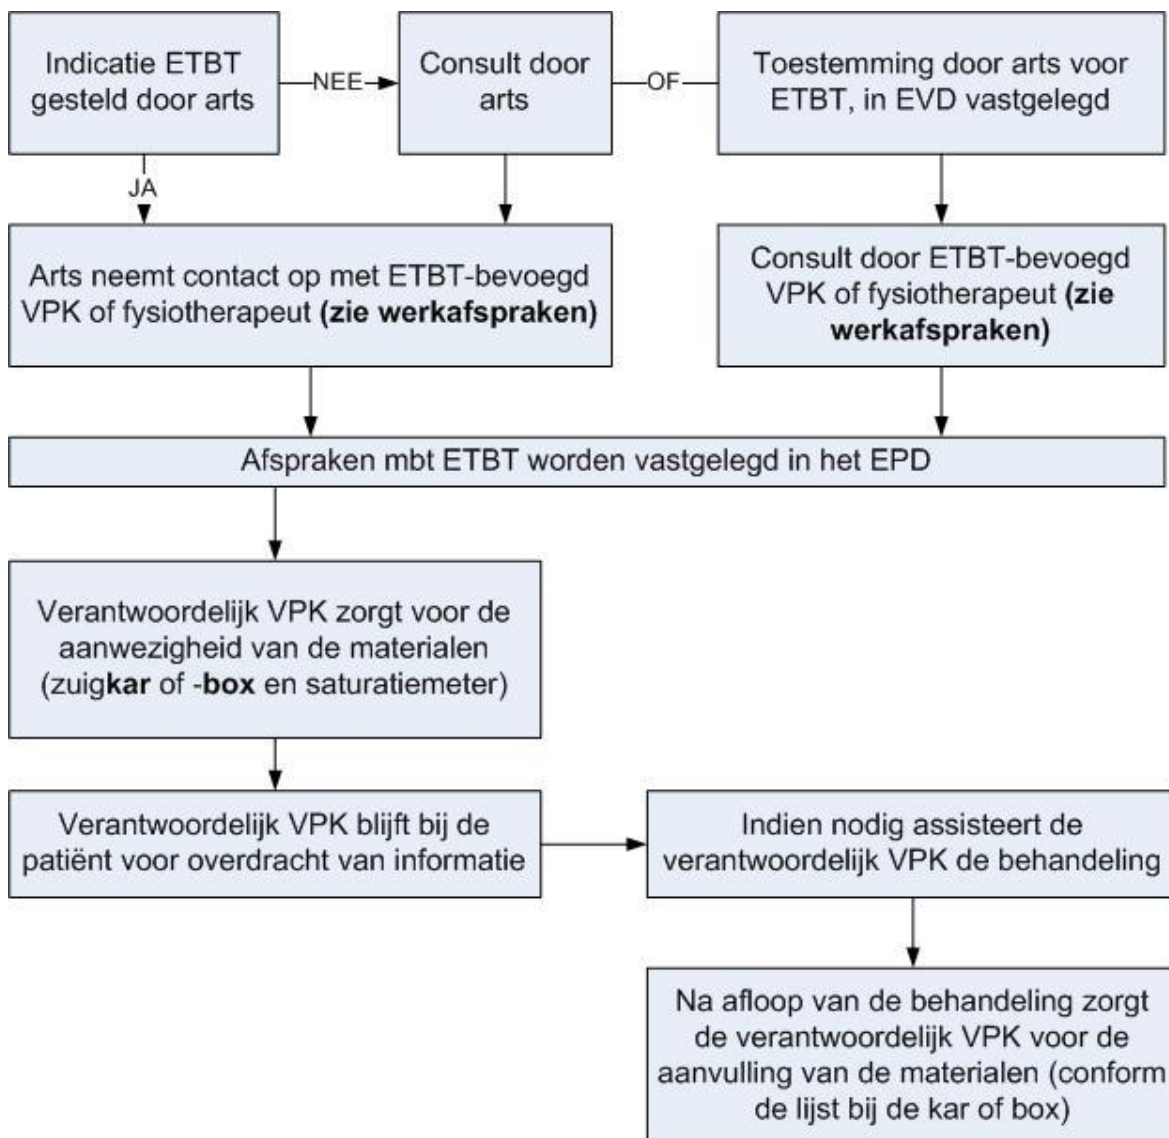 Indicatie ETBT
gesteld door arts
NEE
Consult door
arts
OF
Toestemming door arts voor
ETBT, in EVD vastgelegd
JA
Arts neemt contact op met ETBT-bevoegd
VPK of fysiotherapeut (zie werkafspraken)
Consult door ETBT-bevoegd
VPK of fysiotherapeut (zie
werkafspraken)
Afspraken mbt ETBT worden vastgelegd in het EPD
Verantwoordelijk VPK zorgt voor de
aanwezigheid van de materialen
(zuigkar of -box en saturatiemeter)
Verantwoordelijk VPK blijft bij de
patiënt voor overdracht van informatie
Indien nodig assisteert de
verantwoordelijk VPK de behandeling
Na afloop van de behandeling zorgt
de verantwoordelijk VPK voor de
aanvulling van de materialen (conform
de lijst bij de kar of box)